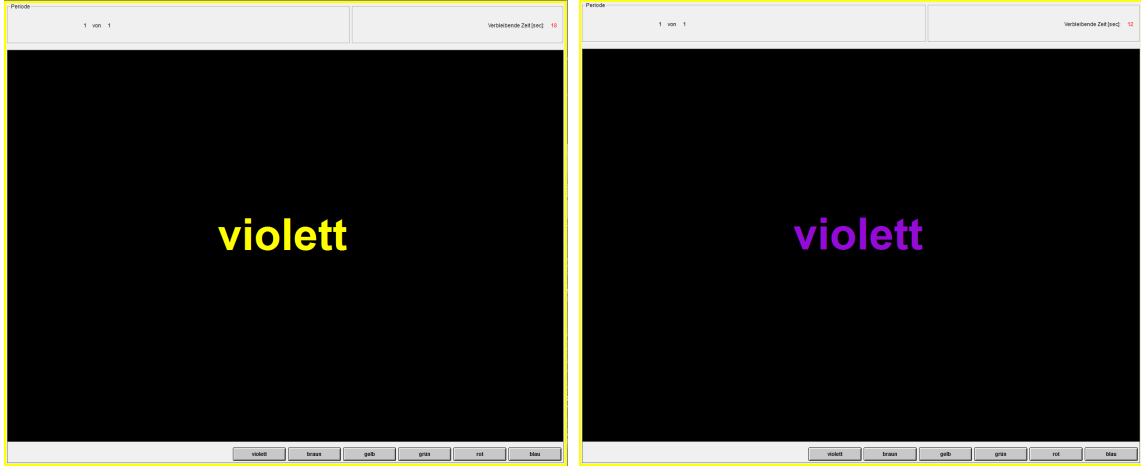 Periode
1 von 1
Verbleibende Zeit [sec]: 18
violett
violett braun gelb grün rot blau
Periode
1 von 1
Verbleibende Zeit [sec]: 12
violett
violett braun gelb grün rot blau